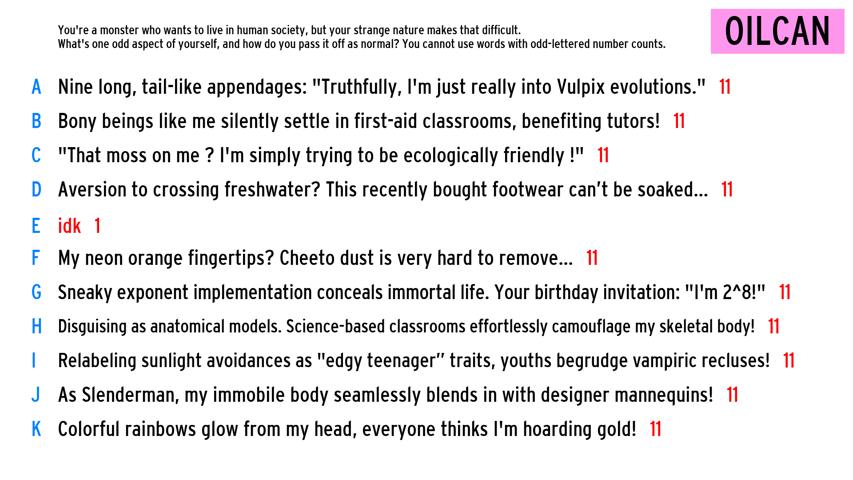 You're a monster who wants to live in human society, but your strange nature makes that difficult.
What's one odd aspect of yourself, and how do you pass it off as normal? You cannot use words with odd-lettered number counts.
OILCAN
A Nine long, tail-like appendages: "Truthfully, I'm just really into Vulpix evolutions." 11
B Bony beings like me silently settle in first-aid classrooms, benefiting tutors! 11
C "That moss on me ? I'm simply trying to be ecologically friendly !" 11
D Aversion to crossing freshwater? This recently bought footwear can't be soaked... 11
E idk 1
F My neon orange fingertips? Cheeto dust is very hard to remove... 11
G Sneaky exponent implementation conceals immortal life. Your birthday invitation: "I'm 2^8!" 11
H Disguising as anatomical models. Science-based classrooms effortlessly camouflage my skeletal body! 11
I Relabeling sunlight avoidances as "edgy teenager” traits, youths begrudge vampiric recluses! 11
J As Slenderman, my immobile body seamlessly blends in with designer mannequins! 11
K Colorful rainbows glow from my head, everyone thinks I'm hoarding gold! 11